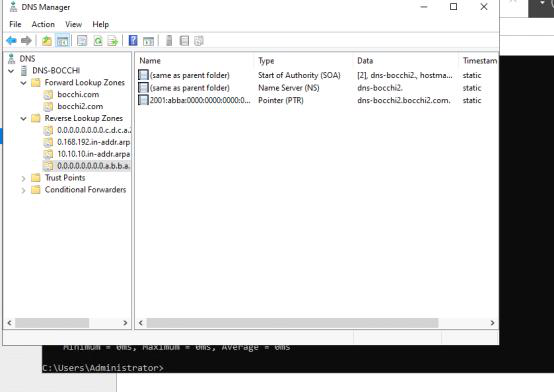 DNS Manager
File Action View Help
DNS
DNS-BOCCHI
Forward Lookup Zones
bocchi.com
bocchi2.com
Reverse Lookup Zones
0.0.0.0.0.0.0.0.c.d.c.a.
0.168.192.in-addr.arp
10.10.10.in-addr.arpa
0.0.0.0.0.0.0.0.a.b.b.a.
Trust Points
Conditional Forwarders
Name Type Data Timestam
(same as parent folder) Start of Authority (SOA) [2], dns-bocchi2., hostma... static
(same as parent folder) Name Server (NS) dns-bocchi2. static
2001:abba:0000:0000:0000:0... Pointer (PTR) dns-bocchi2.bocchi2.com. static
Minimum = 0ms, Maximum = 0ms, Average = 0ms
C:\Users\Administrator>